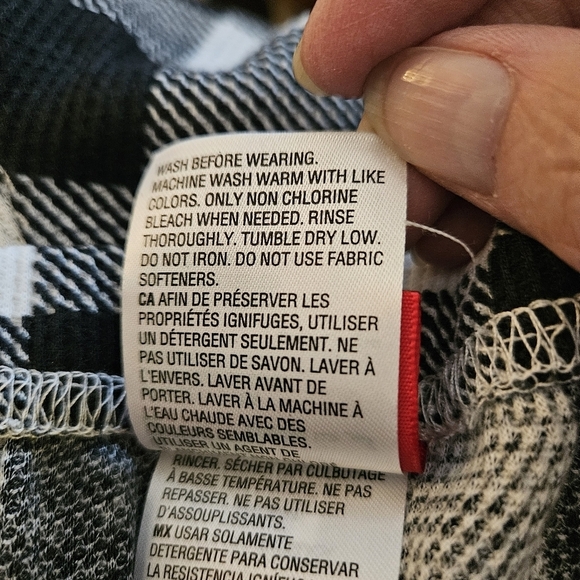 WASH BEFORE WEARING.
MACHINE WASH WARM WITH LIKE
COLORS. ONLY NON CHLORINE
BLEACH WHEN NEEDED. RINSE
THOROUGHLY. TUMBLE DRY LOW.
DO NOT IRON. DO NOT USE FABRIC
SOFTENERS.
CA AFIN DE PRÉSERVER LES
PROPRIÉTÉS IGNIFUGES, UTILISER
UN DÉTERGENT SEULEMENT. NE
PAS UTILISER DE SAVON. LAVER À
L'ENVERS. LAVER AVANT DE
PORTER. LAVER À LA MACHINE À
L'EAU CHAUDE AVEC DES
COULEURS SEMBLABLES.
UTILISER UN AGENT DE
RINCER. SÉCHER PAR CULBUTAGE
À BASSE TEMPÉRATURE. NE PAS
REPASSER. NE PAS UTILISER
D'ASSOUPLISSANTS.
MX USAR SOLAMENTE
DETERGENTE PARA CONSERVAR
LA RESISTENCIA